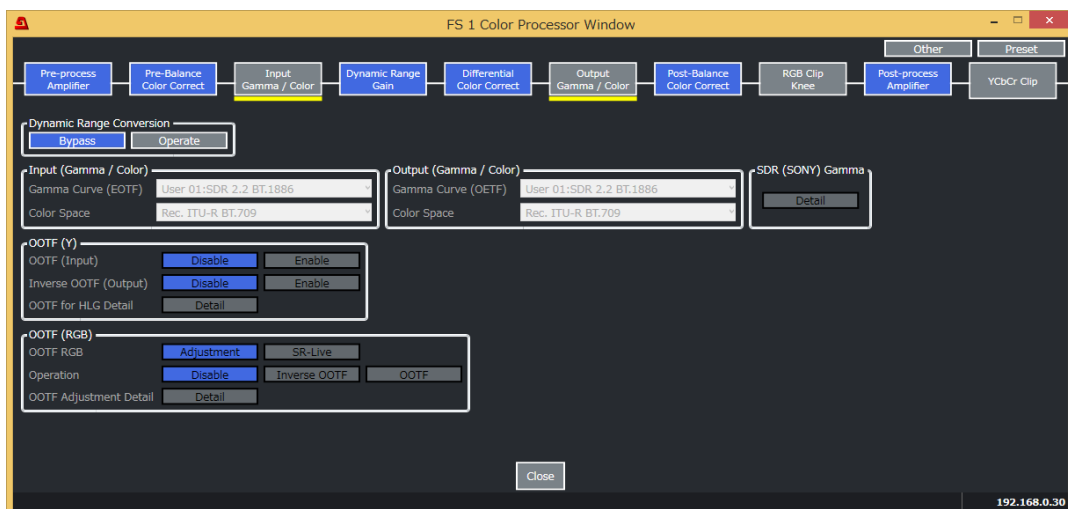 FS 1 Color Processor Window
Other Preset
Pre-process Amplifier
Pre-Balance Color Correct
Input Gamma / Color
Dynamic Range Gain
Differential Color Correct
Output Gamma / Color
Post-Balance Color Correct
RGB Clip Knee
Post-process Amplifier
YCbCr Clip
Dynamic Range Conversion
Bypass Operate
Input (Gamma / Color)
Gamma Curve (EOTF) User 01:SDR 2.2 BT.1886
Color Space Rec. ITU-R BT.709
Output (Gamma / Color)
Gamma Curve (OETF) User 01:SDR 2.2 BT.1886
Color Space Rec. ITU-R BT.709
SDR (SONY) Gamma
Detail
OOTF (Y)
OOTF (Input) Disable Enable
Inverse OOTF (Output) Disable Enable
OOTF for HLG Detail Detail
OOTF (RGB)
OOTF RGB Adjustment SR-Live
Operation Disable Inverse OOTF OOTF
OOTF Adjustment Detail Detail
Close
192.168.0.30